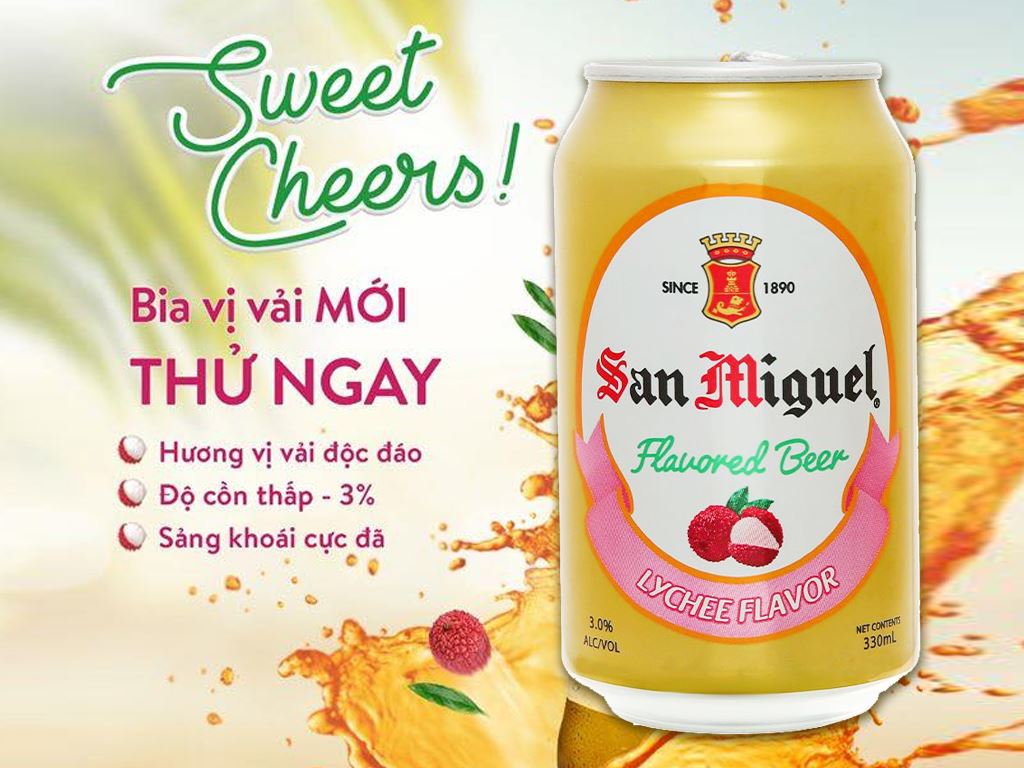 Sweet
Cheers!
Bia vị vải MỚI
THỬ NGAY
Hương vị vải độc đáo
Độ cồn thấp - 3%
Sảng khoái cực đã
SINCE 1890
San Miguel®
Flavored Beer
LYCHEE FLAVOR
3.0%
ALC/VOL
NET CONTENTS
330mL